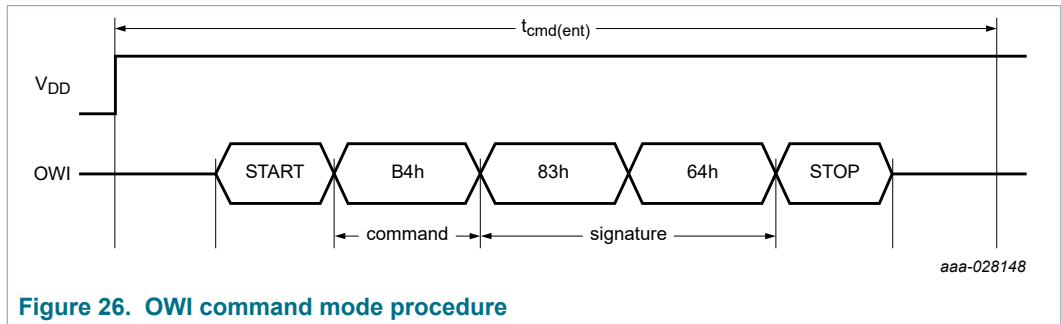 tcmd(ent)
VDD
OWI START B4h 83h 64h STOP
command signature
aaa-028148
Figure 26. OWI command mode procedure